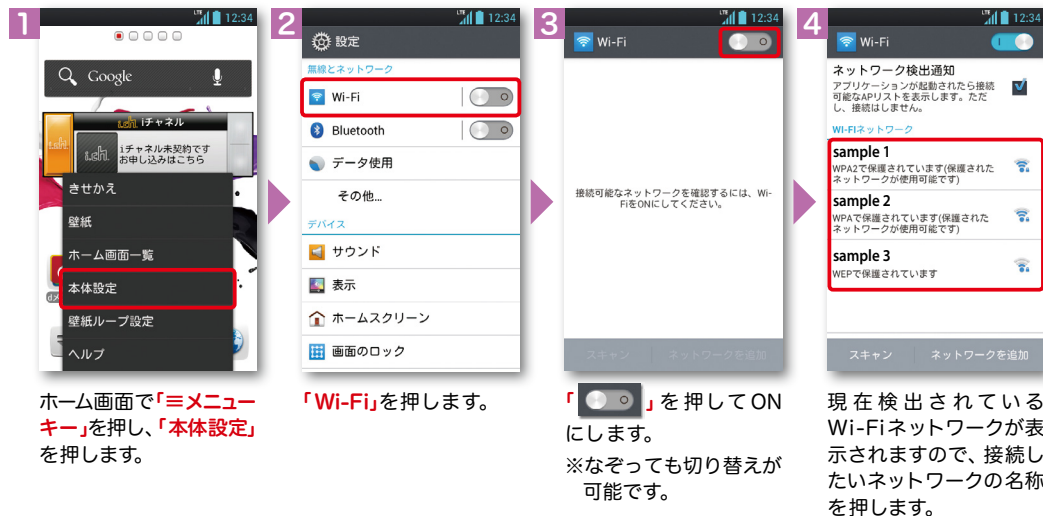 1
LTE 12:34
Google
i.ch. iチャネル
i.ch.
i.ch.
iチャネル未契約です
お申し込みはこちら
きせかえ
壁紙
ホーム画面一覧
本体設定
壁紙ループ設定
ヘルプ
ホーム画面で「≡メニュー
キー」を押し、「本体設定」
を押します。
2
LTE 12:34
設定
無線とネットワーク
Wi-Fi
Bluetooth
データ使用
その他...
デバイス
サウンド
表示
ホームスクリーン
画面のロック
「Wi-Fi」を押します。
3
LTE 12:34
Wi-Fi
接続可能なネットワークを確認するには、Wi-
FiをONにしてください。
スキャン ネットワークを追加
「 」を押してON
にします。
※なぞっても切り替えが
可能です。
4
LTE 12:34
Wi-Fi
ネットワーク検出通知
アプリケーションが起動されたら接続
可能なAPリストを表示します。ただ
し、接続はしません。
WI-FIネットワーク
sample 1
WPA2で保護されています(保護された
ネットワークが使用可能です)
sample 2
WPAで保護されています(保護された
ネットワークが使用可能です)
sample 3
WEPで保護されています
スキャン ネットワークを追加
現在検出されている
Wi-Fiネットワークが表
示されますので、接続し
たいネットワークの名称
を押します。